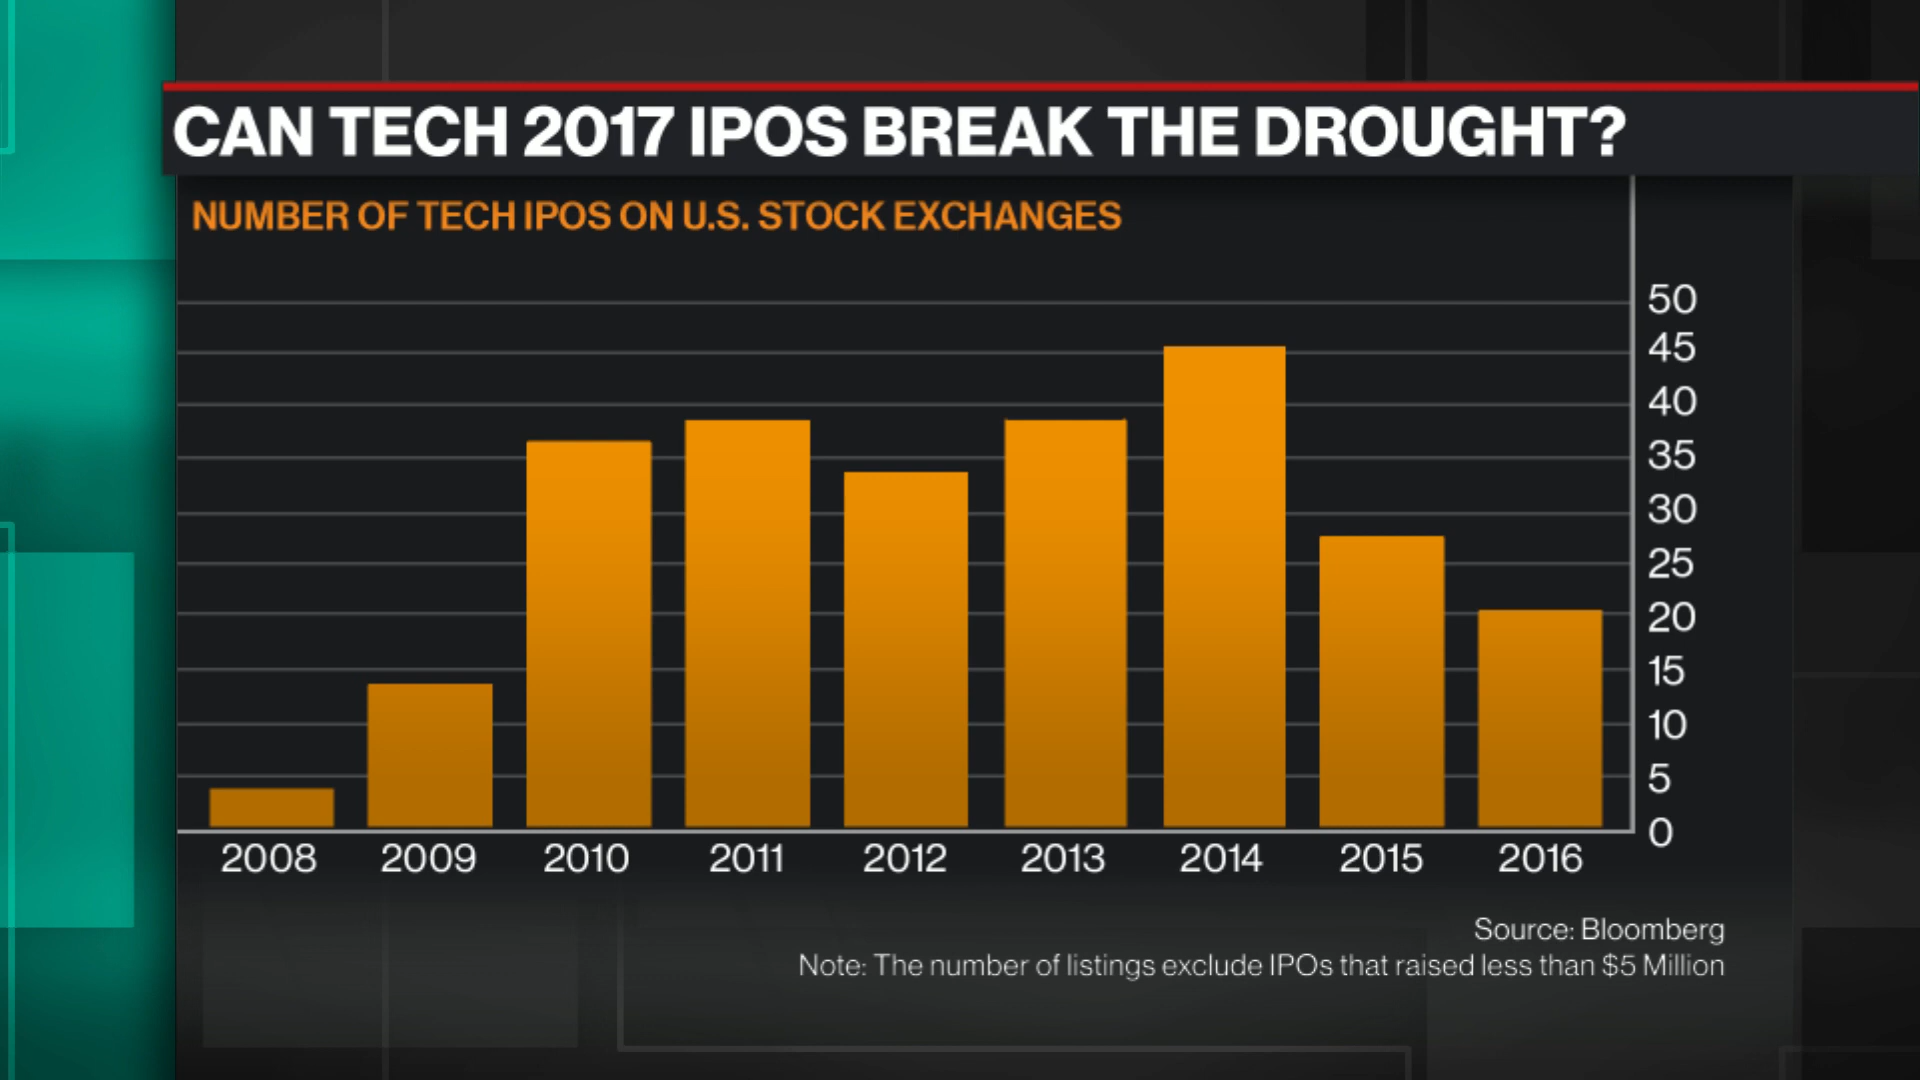 CAN TECH 2017 IPOS BREAK THE DROUGHT?
NUMBER OF TECH IPOS ON U.S. STOCK EXCHANGES
50
45
40
35
30
25
20
15
10
5
0
2008 2009 2010 2011 2012 2013 2014 2015 2016
Source: Bloomberg
Note: The number of listings exclude IPOs that raised less than $5 Million